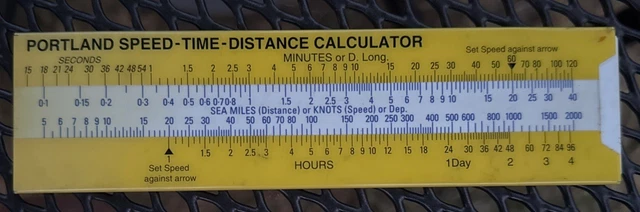 PORTLAND SPEED-TIME-DISTANCE CALCULATOR
Set Speed against arrow
SECONDS MINUTES or D. Long. 60
15 18 21 24 30 36 42 48 54 1 1.5 2 2.5 3 4 5 6 7 8 9 10 15 20 30 40 50 70 80 100 120
0·1 0·15 0·2 0·3 0·4 0·5 0·6 0·7 0·8 1 1.5 2 2.5 3 4 5 6 7 8 9 10 15 20 25 30 40
SEA MILES (Distance) or KNOTS (Speed) or Dep.
5 6 7 8 9 10 15 20 30 40 50 60 70 80 100 150 200 250 300 400 500 800 1000 1500 2000
1.5 2 2.5 3 4 5 6 7 8 9 10 12 15 18 24 30 36 42 48 60 72 84 96
HOURS 1Day 2 3 4
Set Speed
against arrow